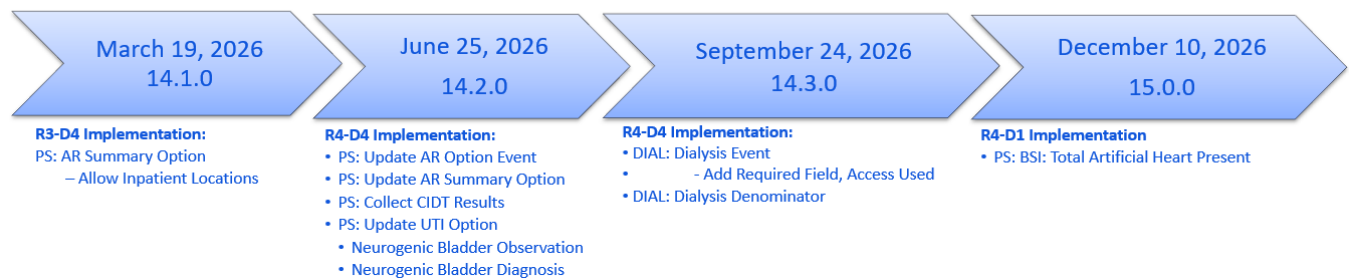 March 19, 2026
14.1.0
R3-D4 Implementation:
PS: AR Summary Option
– Allow Inpatient Locations
June 25, 2026
14.2.0
R4-D4 Implementation:
• PS: Update AR Option Event
• PS: Update AR Summary Option
• PS: Collect CIDT Results
• PS: Update UTI Option
• Neurogenic Bladder Observation
• Neurogenic Bladder Diagnosis
September 24, 2026
14.3.0
R4-D4 Implementation:
• DIAL: Dialysis Event
• - Add Required Field, Access Used
• DIAL: Dialysis Denominator
December 10, 2026
15.0.0
R4-D1 Implementation
• PS: BSI: Total Artificial Heart Present